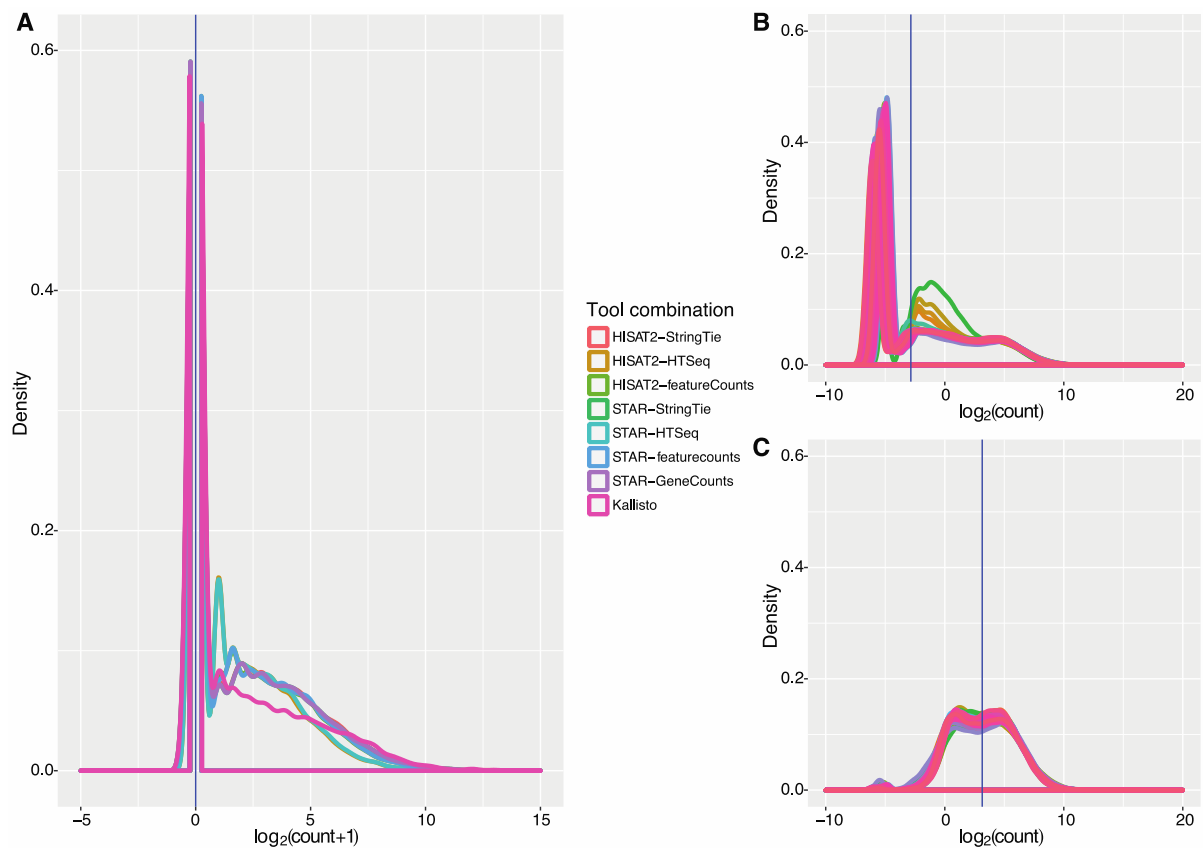 A
0.6
0.4
0.2
0.0
Density
−5
0
5
10
15
log2(count+1)
Tool combination
HISAT2−StringTie
HISAT2−HTSeq
HISAT2−featureCounts
STAR−StringTie
STAR−HTSeq
STAR−featurecounts
STAR−GeneCounts
Kallisto
B
0.6
0.4
0.2
0.0
Density
−10
0
10
20
log2(count)
C
0.6
0.4
0.2
0.0
Density
−10
0
10
20
log2(count)